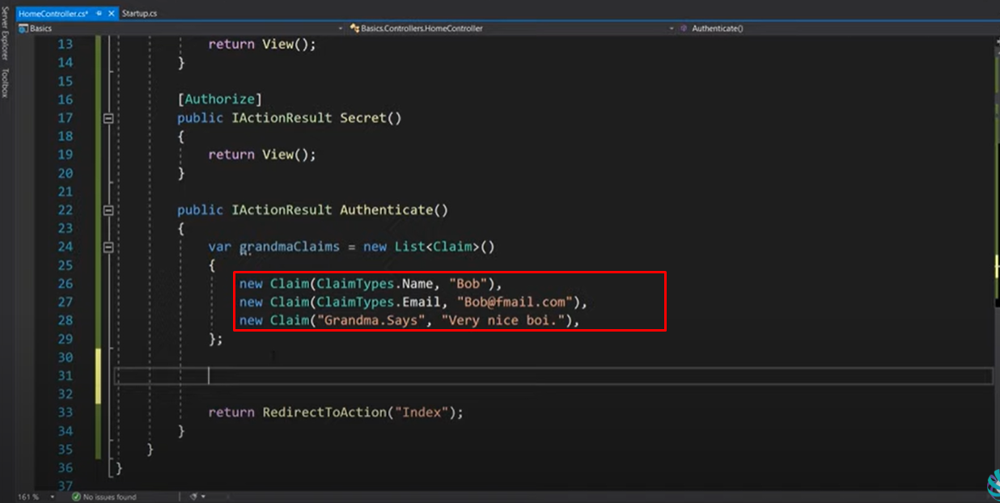 Server Explorer
Toolbox
HomeController.cs*
Startup.cs
Basics
Basics.Controllers.HomeController
Authenticate()
13 return View();
14 }
15
16 [Authorize]
17 public IActionResult Secret()
18 {
19 return View();
20 }
21
22 public IActionResult Authenticate()
23 {
24 var grandmaClaims = new List<Claim>()
25 {
26 new Claim(ClaimTypes.Name, "Bob"),
27 new Claim(ClaimTypes.Email, "Bob@fmail.com"),
28 new Claim("Grandma.Says", "Very nice boi."),
29 };
30
31
32
33 return RedirectToAction("Index");
34 }
35 }
36 }
37
161 % No issues found